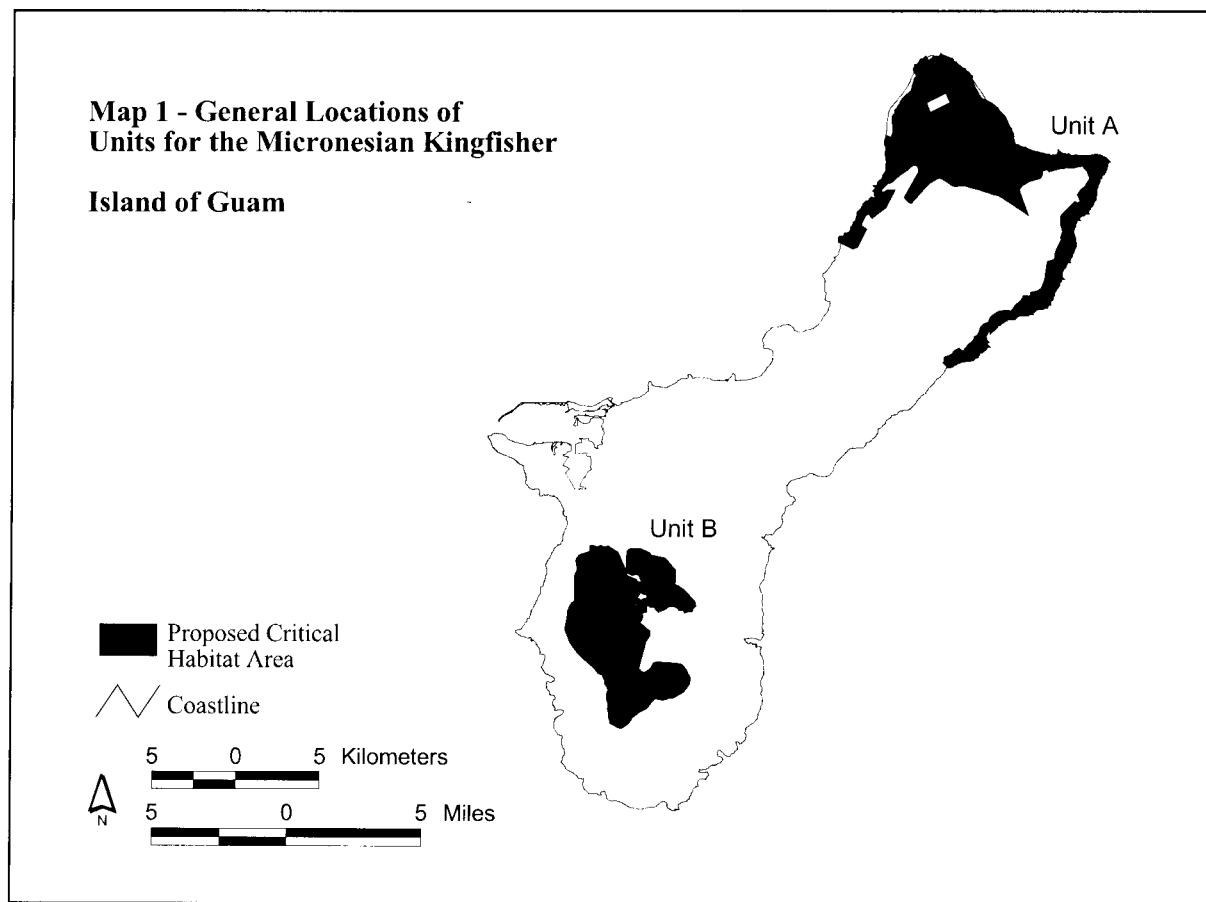 Map 1 - General Locations of
Units for the Micronesian Kingfisher
Island of Guam
Unit A
Unit B
Proposed Critical
Habitat Area
Coastline
5 0 5 Kilometers
5 0 5 Miles
N